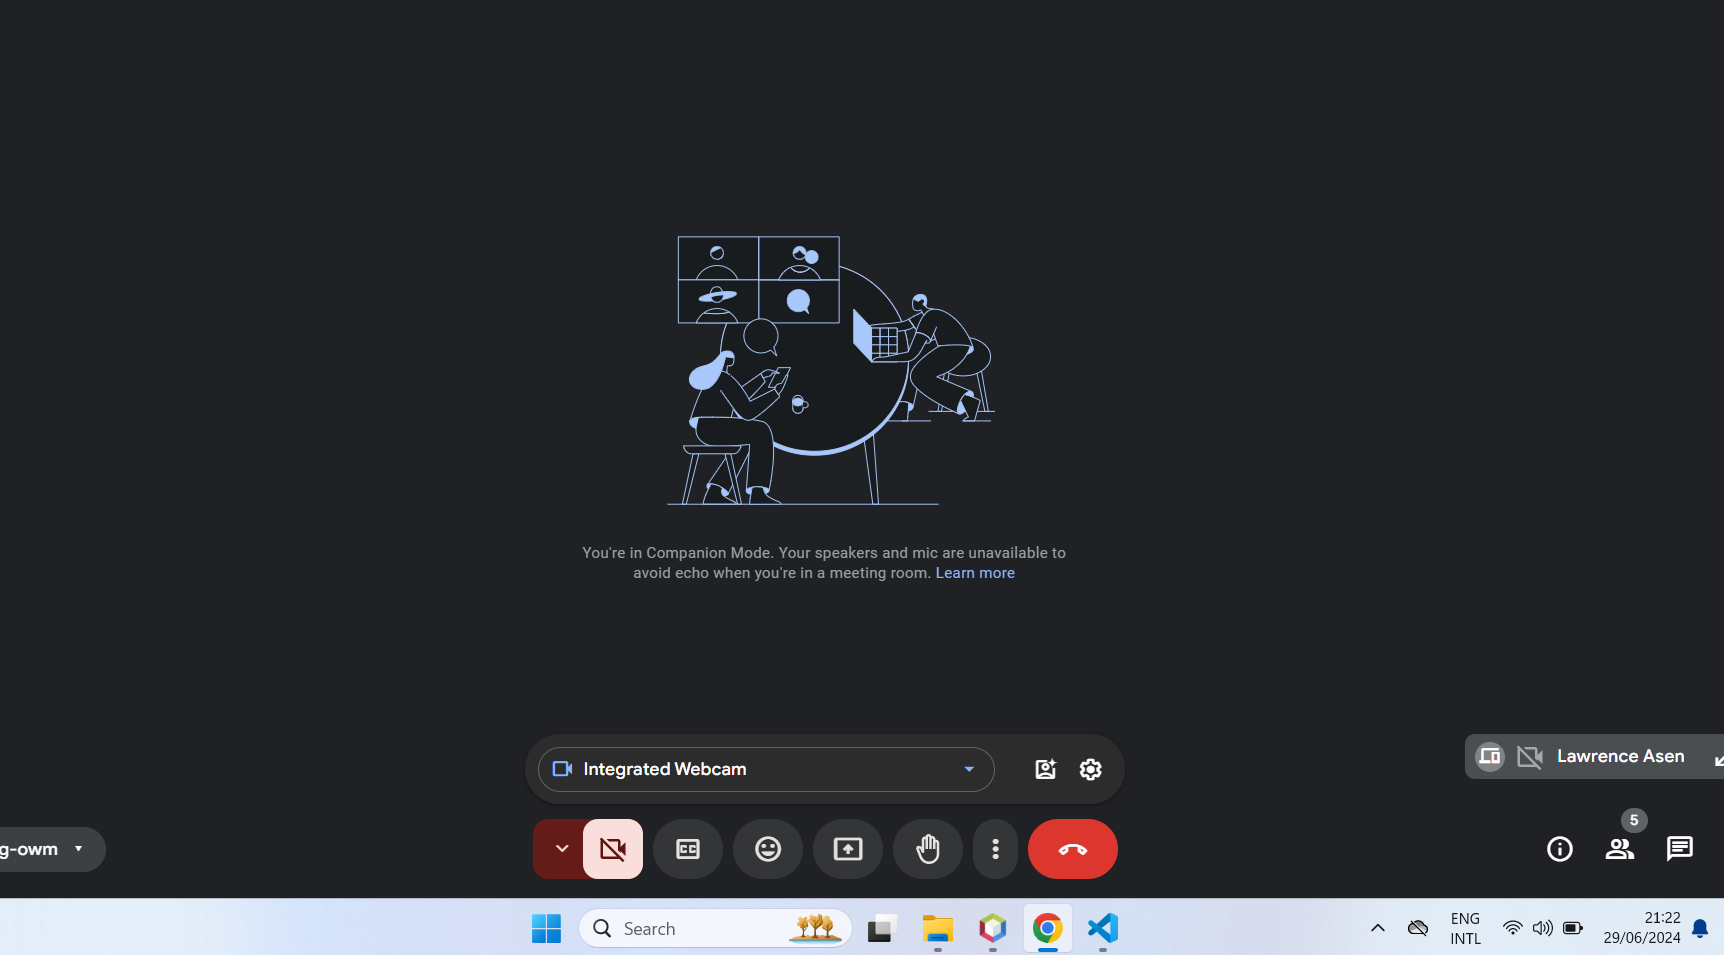 You're in Companion Mode. Your speakers and mic are unavailable to
avoid echo when you're in a meeting room. Learn more
Integrated Webcam
Lawrence Asen
5
g-owm
CC
Search
ENG
INTL
21:22
29/06/2024